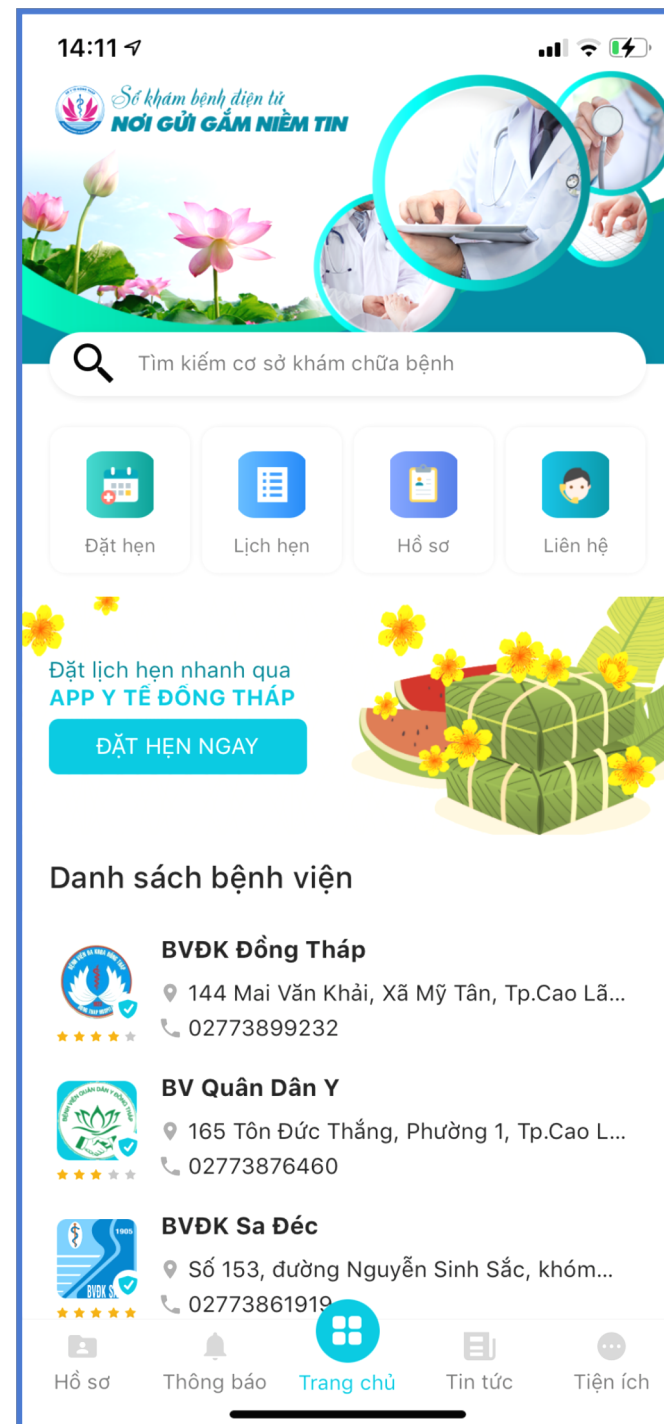 14:11
Sổ khám bệnh điện tử
NƠI GỬI GẮM NIỀM TIN
Tìm kiếm cơ sở khám chữa bệnh
Đặt hẹn
Lịch hẹn
Hồ sơ
Liên hệ
Đặt lịch hẹn nhanh qua
APP Y TẾ ĐỒNG THÁP
ĐẶT HẸN NGAY
Danh sách bệnh viện
BVĐK Đồng Tháp
144 Mai Văn Khải, Xã Mỹ Tân, Tp.Cao Lã...
02773899232
BV Quân Dân Y
165 Tôn Đức Thắng, Phường 1, Tp.Cao L...
02773876460
1905
BVĐK Sa Đéc
Số 153, đường Nguyễn Sinh Sắc, khóm...
02773861919
Hồ sơ
Thông báo
Trang chủ
Tin tức
Tiện ích